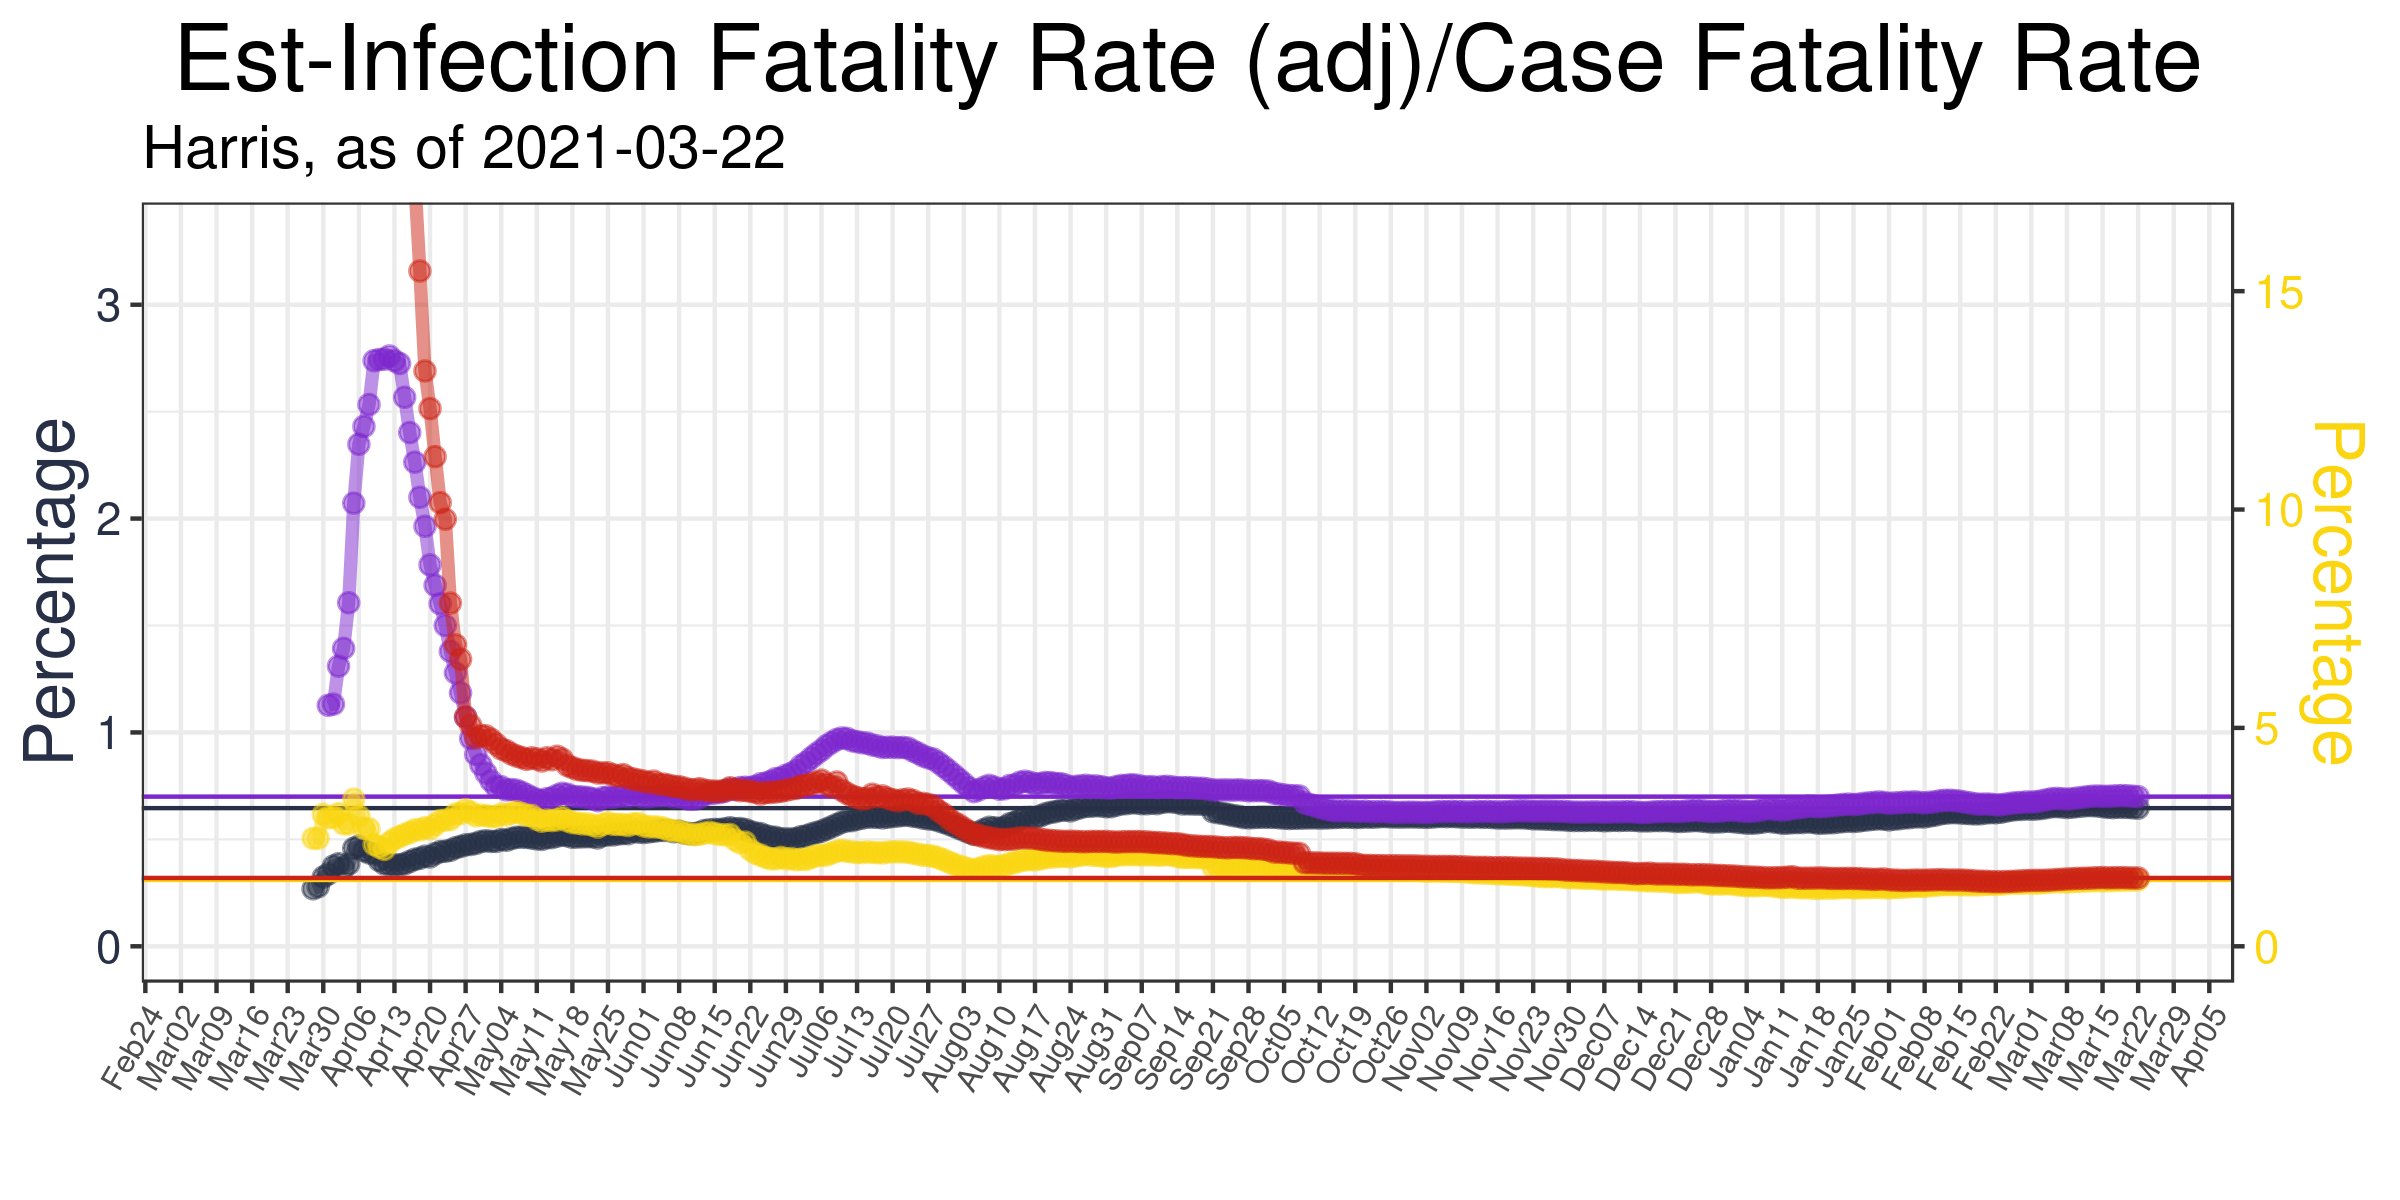 Est-Infection Fatality Rate (adj)/Case Fatality Rate
Harris, as of 2021-03-22
Percentage
3
2
1
0
15
10
5
0
Percentage
Feb24 Mar02 Mar09 Mar16 Mar23 Mar30 Apr06 Apr13 Apr20 Apr27 May04 May11 May18 May25 Jun01 Jun08 Jun15 Jun22 Jun29 Jul06 Jul13 Jul20 Jul27 Aug03 Aug10 Aug17 Aug24 Aug31 Sep07 Sep14 Sep21 Sep28 Oct05 Oct12 Oct19 Oct26 Nov02 Nov09 Nov16 Nov23 Nov30 Dec07 Dec14 Dec21 Dec28 Jan04 Jan11 Jan18 Jan25 Feb01 Feb08 Feb15 Feb22 Mar01 Mar08 Mar15 Mar22 Mar29 Apr05